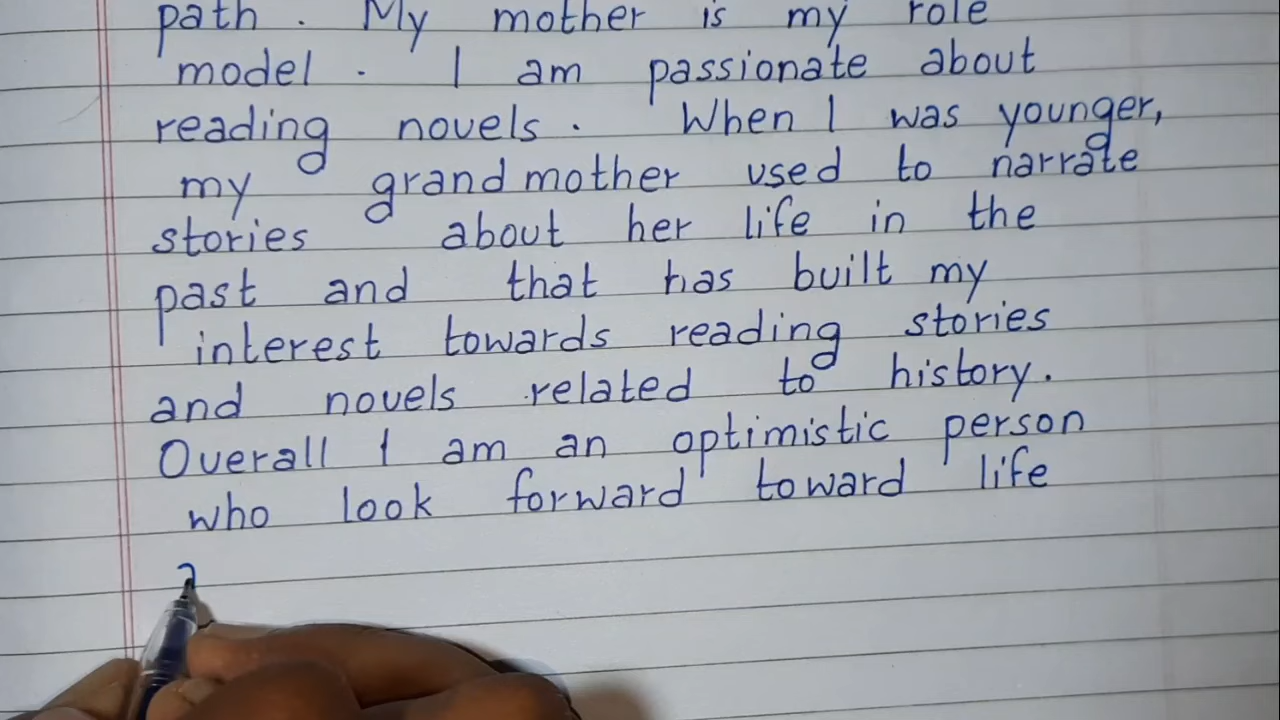 path. My mother is my role
model. I am passionate about
reading novels. When I was younger,
my grandmother used to narrate
stories about her life in the
past and that has built my
interest towards reading stories
and novels related to history.
Overall I am an optimistic person
who look forward toward life